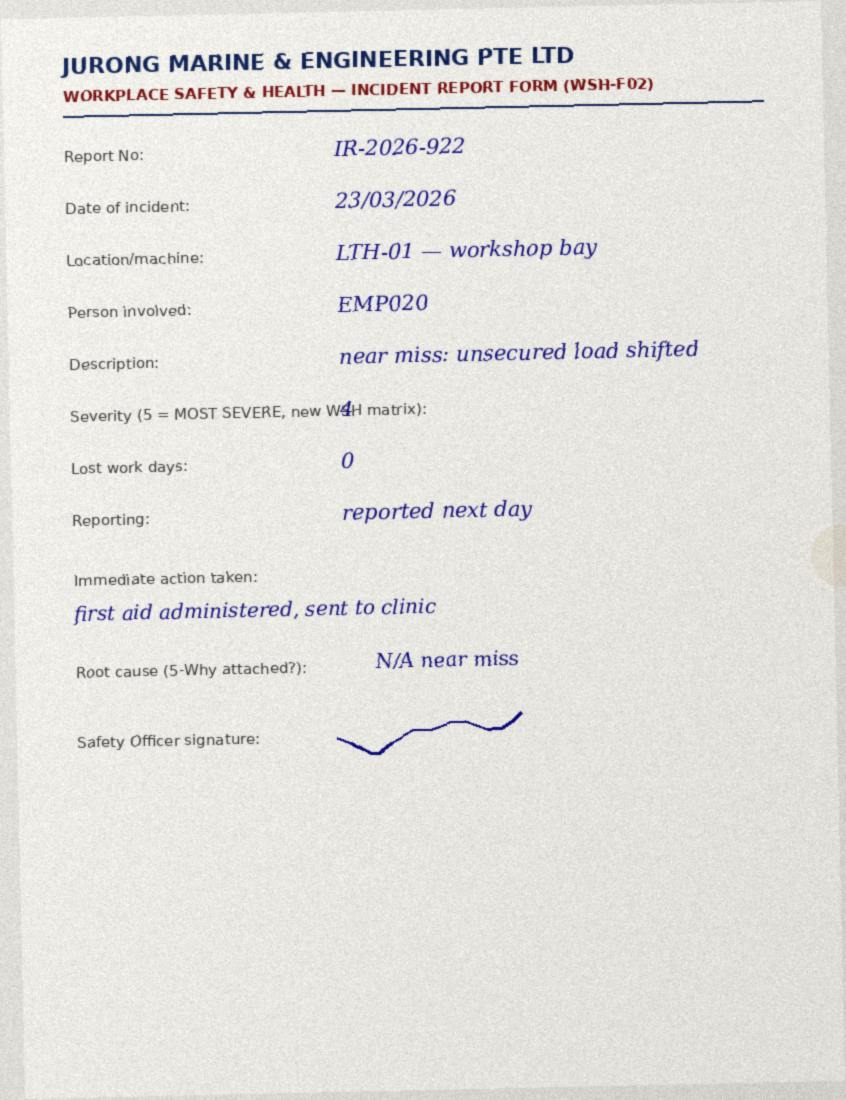 JURONG MARINE & ENGINEERING PTE LTD
WORKPLACE SAFETY & HEALTH — INCIDENT REPORT FORM (WSH-F02)
Report No: IR-2026-922
Date of incident: 23/03/2026
Location/machine: LTH-01 — workshop bay
Person involved: EMP020
Description: near miss: unsecured load shifted
Severity (5 = MOST SEVERE, new WSH matrix): 4
Lost work days: 0
Reporting: reported next day
Immediate action taken:
first aid administered, sent to clinic
Root cause (5-Why attached?): N/A near miss
Safety Officer signature: